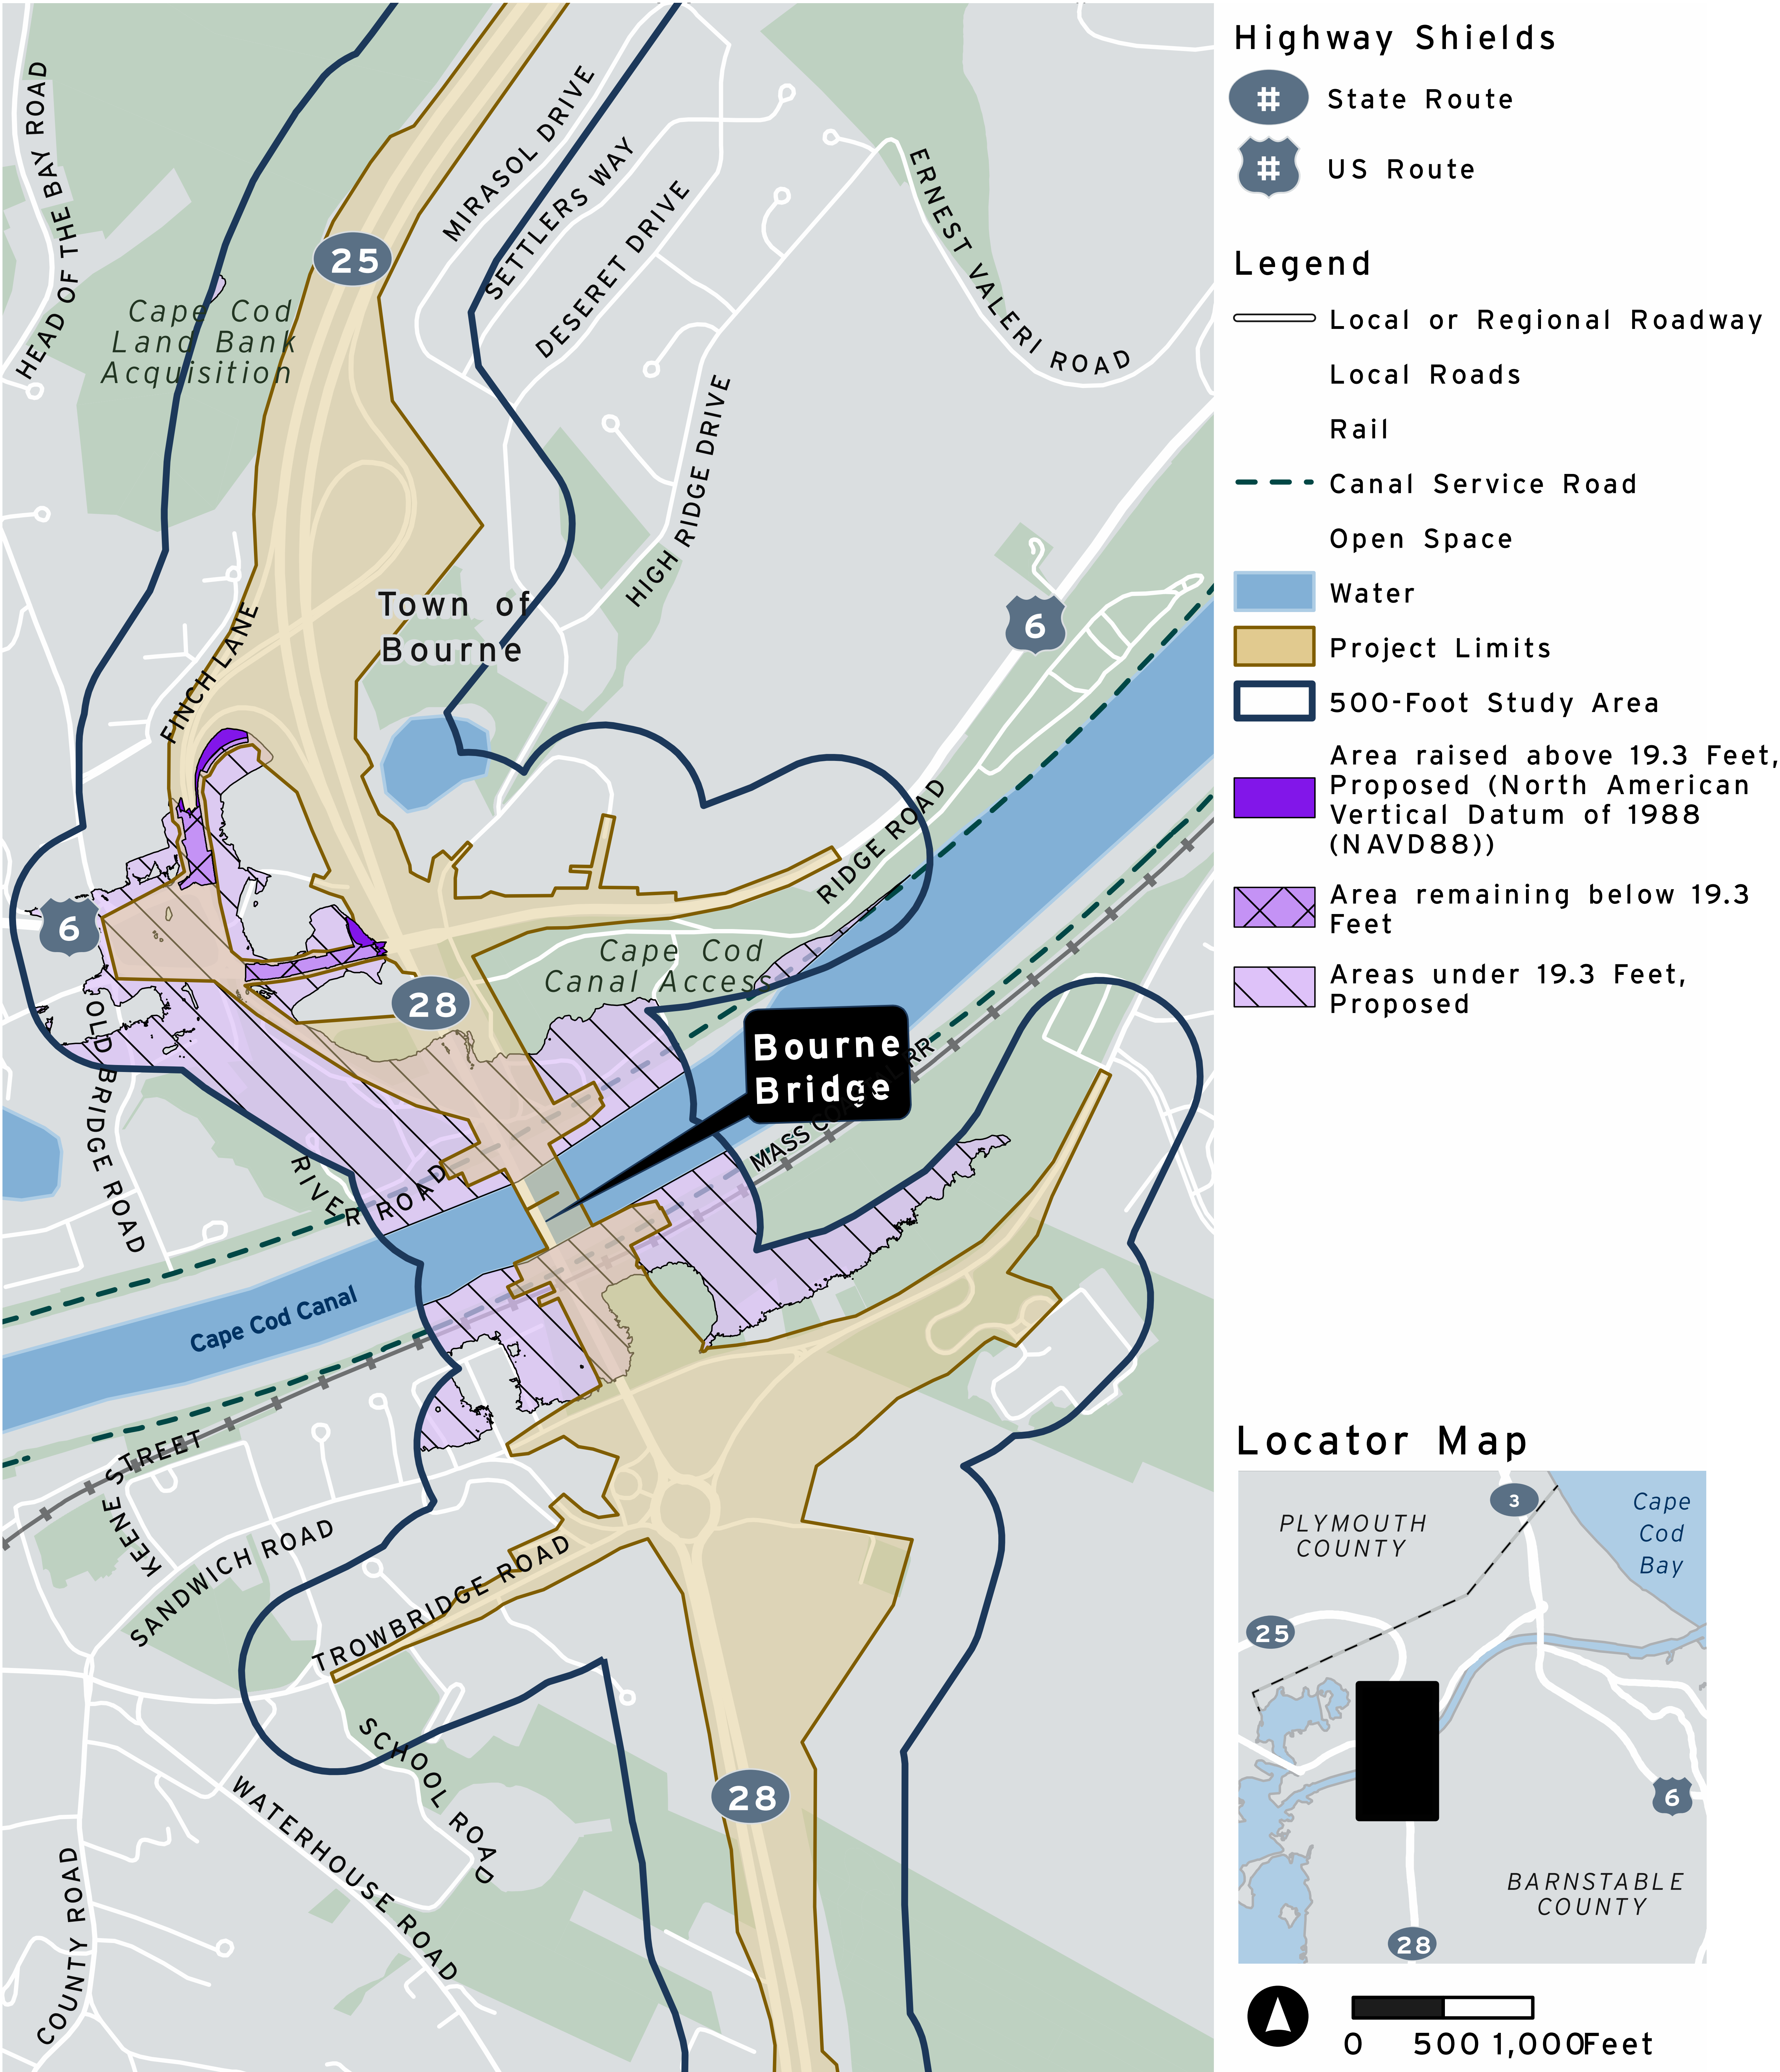 HEAD OF THE BAY ROAD
25
MIRASOL DRIVE
SETTLERS WAY
DESERET DRIVE
ERNEST VALERI ROAD
Cape Cod
Land Bank
Acquisition
HIGH RIDGE DRIVE
Town of
Bourne
6
FINCH LANE
RIDGE ROAD
6
Cape Cod
Canal Access
28
OLD BRIDGE ROAD
Bourne
Bridge
MASS COASTAL RR
RIVER ROAD
Cape Cod Canal
KEENE STREET
SANDWICH ROAD
TROWBRIDGE ROAD
SCHOOL ROAD
28
WATERHOUSE ROAD
COUNTY ROAD
Highway Shields
# State Route
# US Route
Legend
Local or Regional Roadway
Local Roads
Rail
Canal Service Road
Open Space
Water
Project Limits
500-Foot Study Area
Area raised above 19.3 Feet,
Proposed (North American
Vertical Datum of 1988
(NAVD88))
Area remaining below 19.3
Feet
Areas under 19.3 Feet,
Proposed
Locator Map
3
Cape
Cod
Bay
PLYMOUTH
COUNTY
25
6
BARNSTABLE
COUNTY
28
0 500 1,000Feet